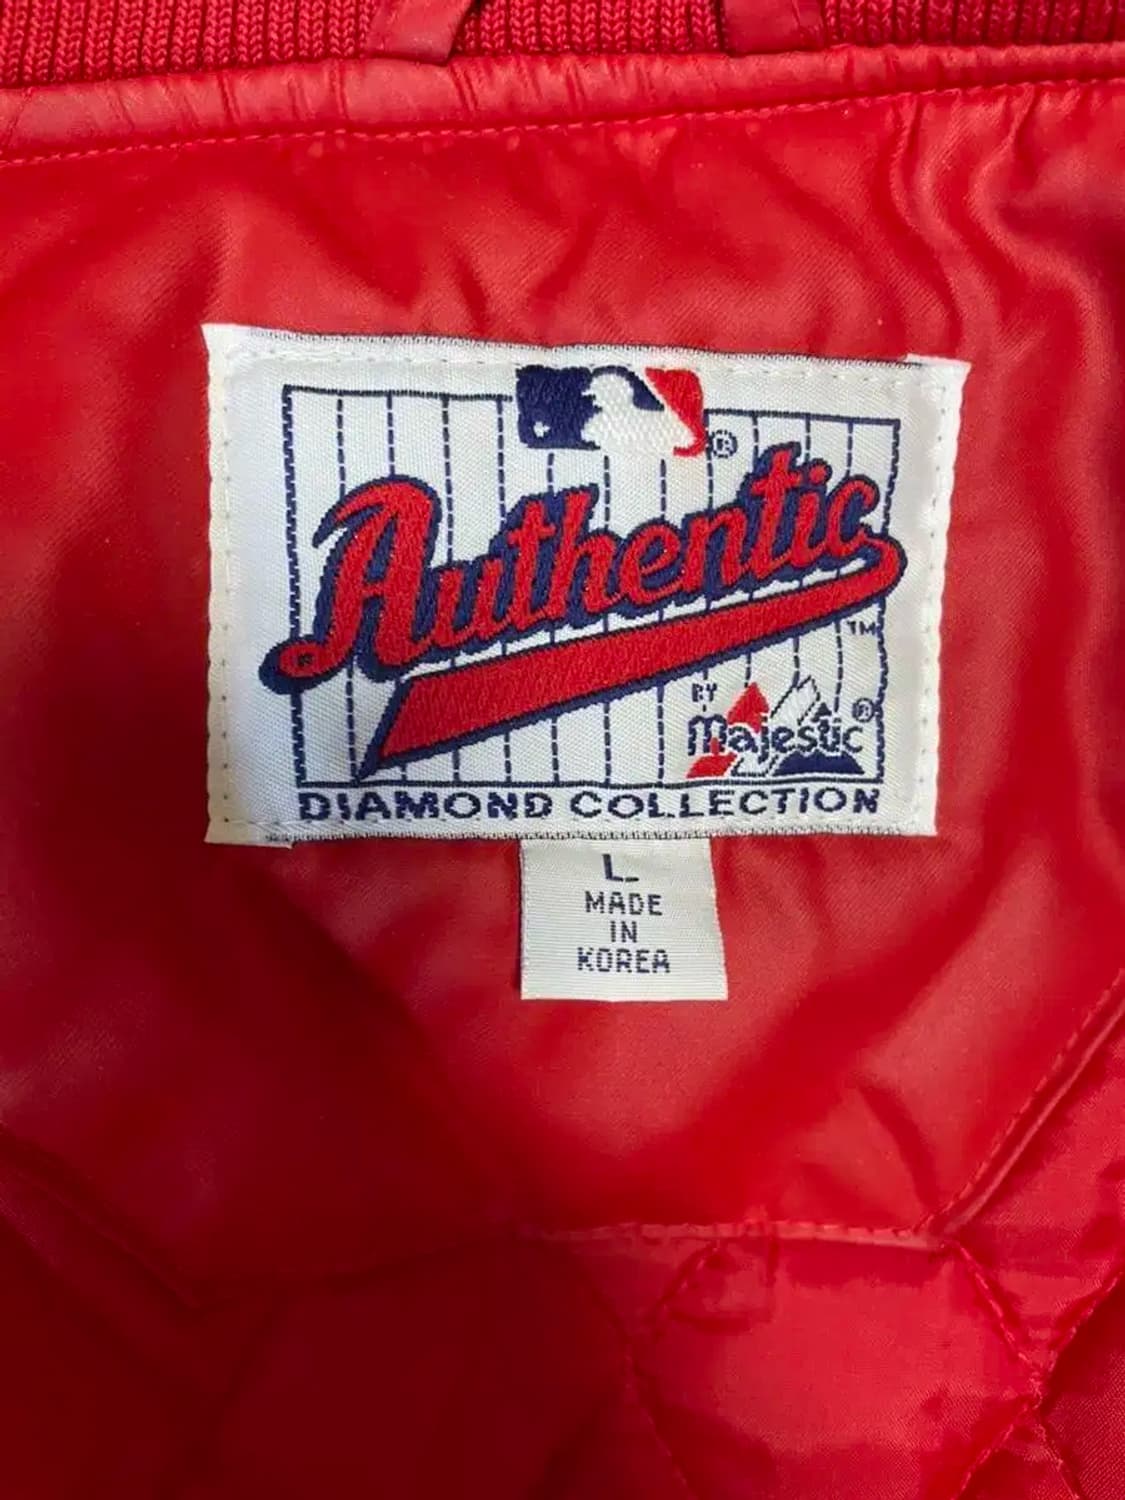 Authentic ®
TM
BY
Majestic ®
DIAMOND COLLECTION
L
MADE
IN
KOREA